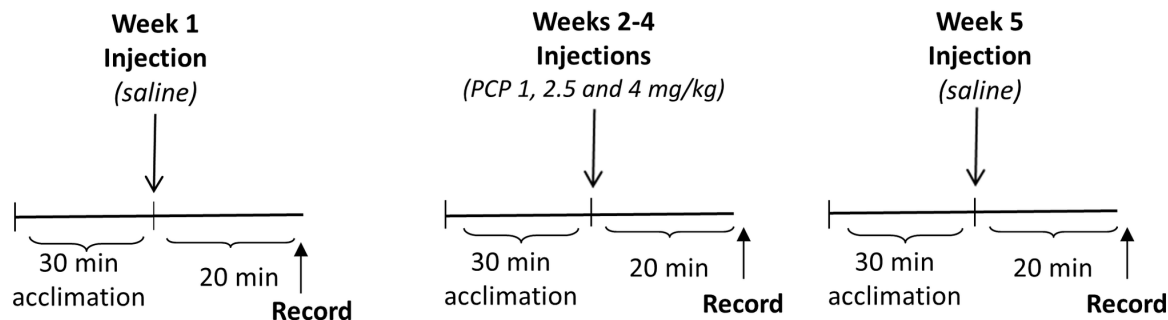 Week 1
Injection
(saline)
30 min
acclimation
20 min
Record
Weeks 2-4
Injections
(PCP 1, 2.5 and 4 mg/kg)
30 min
acclimation
20 min
Record
Week 5
Injection
(saline)
30 min
acclimation
20 min
Record